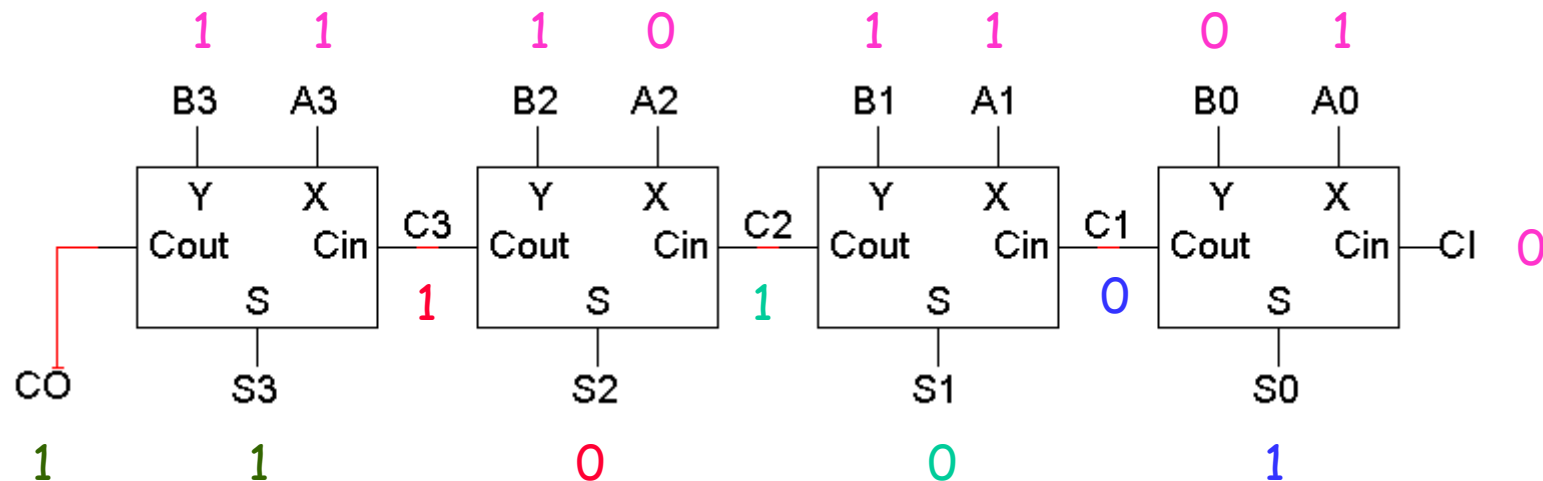 1 1 1 0 1 1 0 1
B3 A3 B2 A2 B1 A1 B0 A0
Y X Y X Y X Y X
Cout Cin C3 Cout Cin C2 Cout Cin C1 Cout Cin CI 0
S 1 S 1 S 0 S
CO S3 S2 S1 S0
1 1 0 0 1